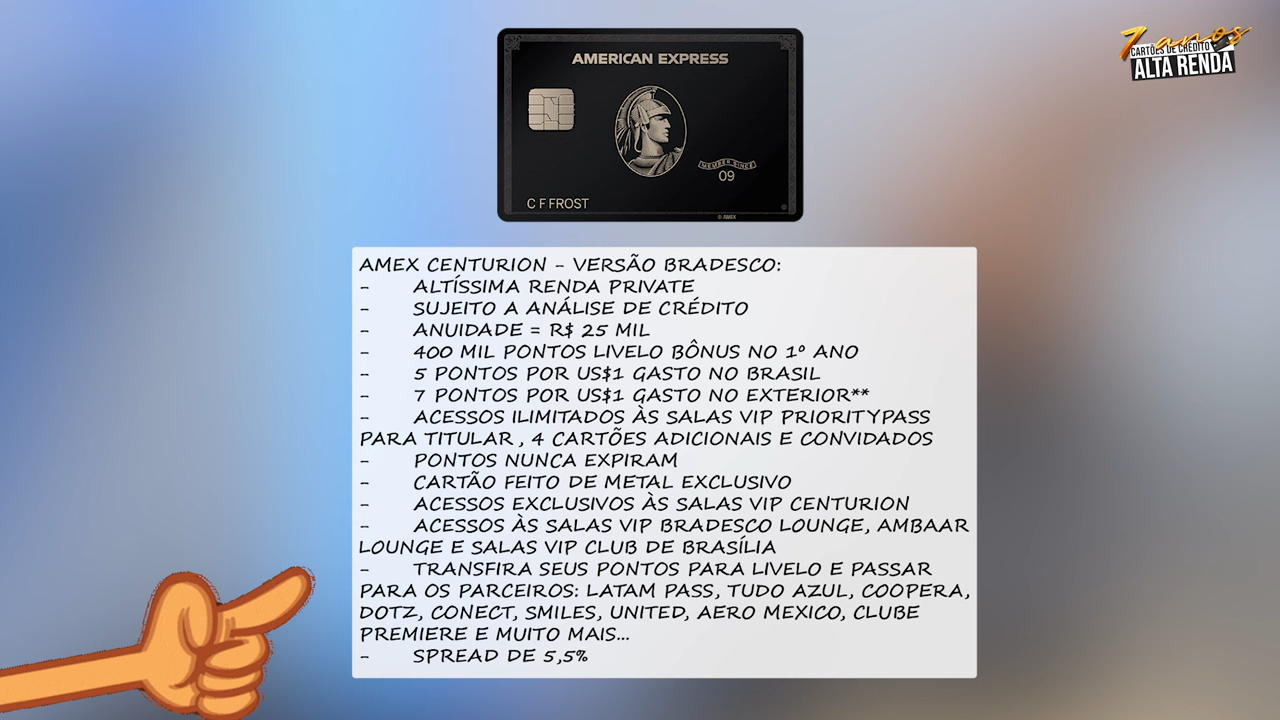 7 anos
CARTÕES DE CRÉDITO
ALTA RENDA
AMERICAN EXPRESS
MEMBER SINCE
09
C F FROST
© AMEX
AMEX CENTURION - VERSÃO BRADESCO:
- ALTÍSSIMA RENDA PRIVATE
- SUJEITO A ANÁLISE DE CRÉDITO
- ANUIDADE = R$ 25 MIL
- 400 MIL PONTOS LIVELO BÔNUS NO 1º ANO
- 5 PONTOS POR US$1 GASTO NO BRASIL
- 7 PONTOS POR US$1 GASTO NO EXTERIOR**
- ACESSOS ILIMITADOS ÀS SALAS VIP PRIORITYPASS
PARA TITULAR , 4 CARTÕES ADICIONAIS E CONVIDADOS
- PONTOS NUNCA EXPIRAM
- CARTÃO FEITO DE METAL EXCLUSIVO
- ACESSOS EXCLUSIVOS ÀS SALAS VIP CENTURION
- ACESSOS ÀS SALAS VIP BRADESCO LOUNGE, AMBAAR
LOUNGE E SALAS VIP CLUB DE BRASÍLIA
- TRANSFIRA SEUS PONTOS PARA LIVELO E PASSAR
PARA OS PARCEIROS: LATAM PASS, TUDO AZUL, COOPERA,
DOTZ, CONECT, SMILES, UNITED, AERO MEXICO, CLUBE
PREMIERE E MUITO MAIS...
- SPREAD DE 5,5%